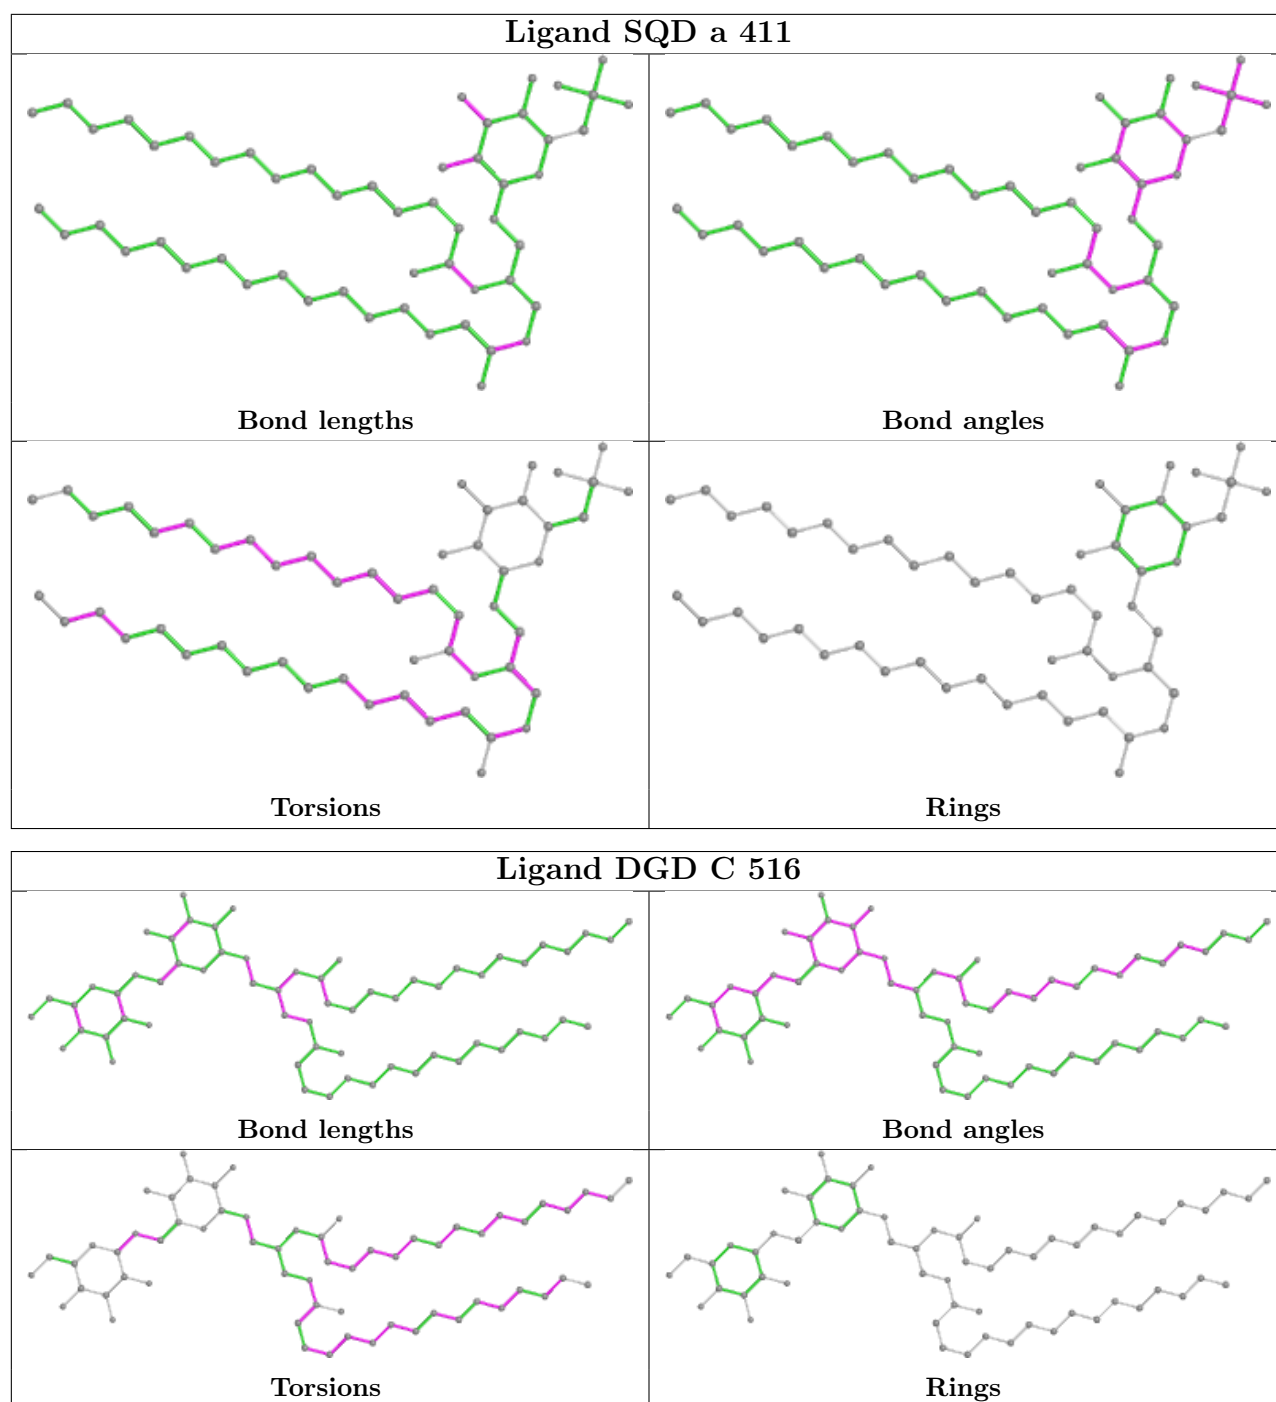 Ligand SQD a 411
Bond lengths
Bond angles
Torsions
Rings
Ligand DGD C 516
Bond lengths
Bond angles
Torsions
Rings